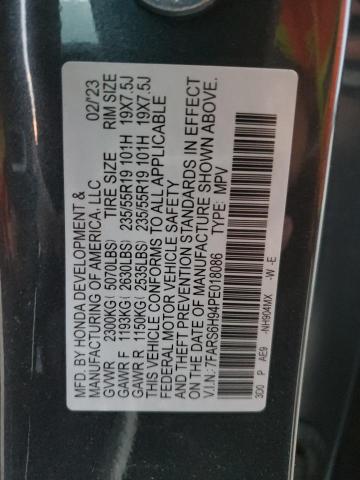 MFD. BY HONDA DEVELOPMENT & 02/23
MANUFACTURING OF AMERICA, LLC. TIRE SIZE RIM SIZE
GVWR 2300KG( 5070LBS)
GAWR F 1193KG( 2630LBS) 235/55R19 101H 19X7.5J
GAWR R 1150KG( 2535LBS) 235/55R19 101H 19X7.5J
THIS VEHICLE CONFORMS TO ALL APPLICABLE
FEDERAL MOTOR VEHICLE SAFETY
AND THEFT PREVENTION STANDARDS IN EFFECT
ON THE DATE OF MANUFACTURE SHOWN ABOVE.
V.I.N.: 7FARS6H94PE018086 TYPE: MPV
3D0 P AE9 -NH904MX -W -E